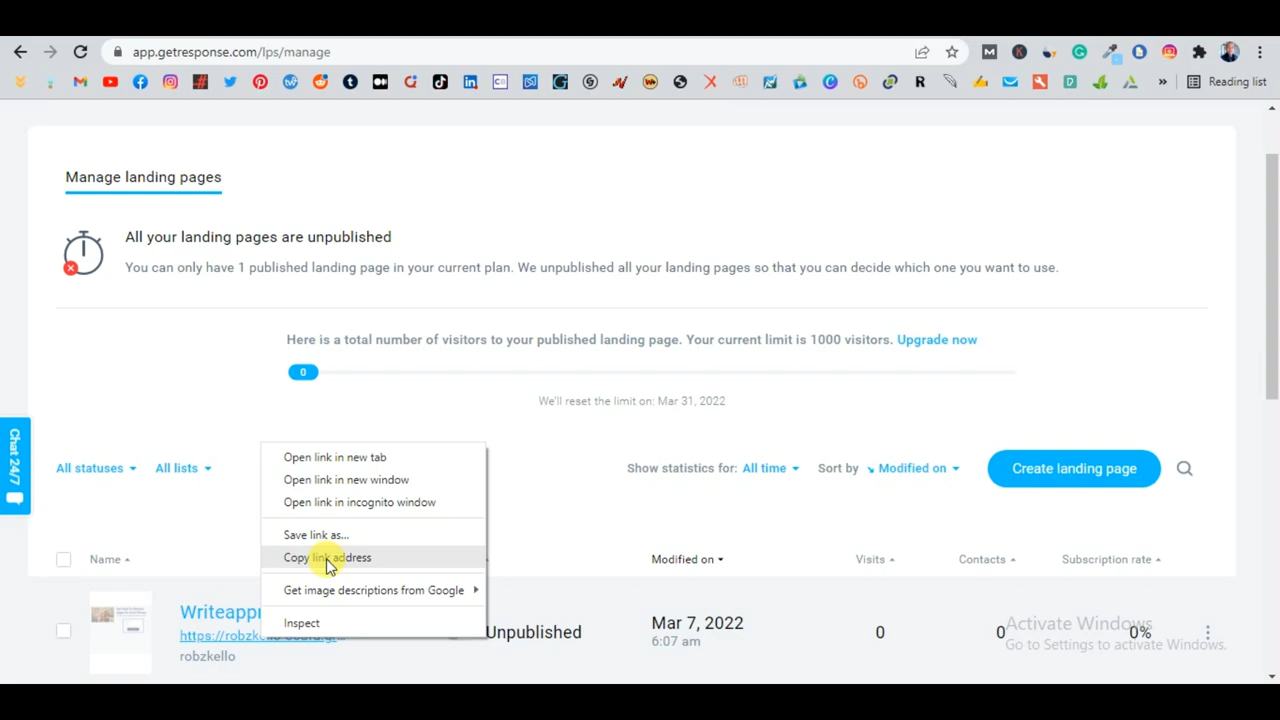 app.getresponse.com/lps/manage
Reading list
Manage landing pages
All your landing pages are unpublished
You can only have 1 published landing page in your current plan. We unpublished all your landing pages so that you can decide which one you want to use.
Here is a total number of visitors to your published landing page. Your current limit is 1000 visitors. Upgrade now
0
We'll reset the limit on: Mar 31, 2022
Chat 24/7
All statuses All lists Show statistics for: All time Sort by Modified on Create landing page
Open link in new tab
Open link in new window
Open link in incognito window
Save link as...
Copy link address
Get image descriptions from Google
Inspect
Name Modified on Visits Contacts Subscription rate
Writeappr
https://robzke
robzkello
Unpublished
Mar 7, 2022
6:07 am
0 0 0%
Activate Windows
Go to Settings to activate Windows.